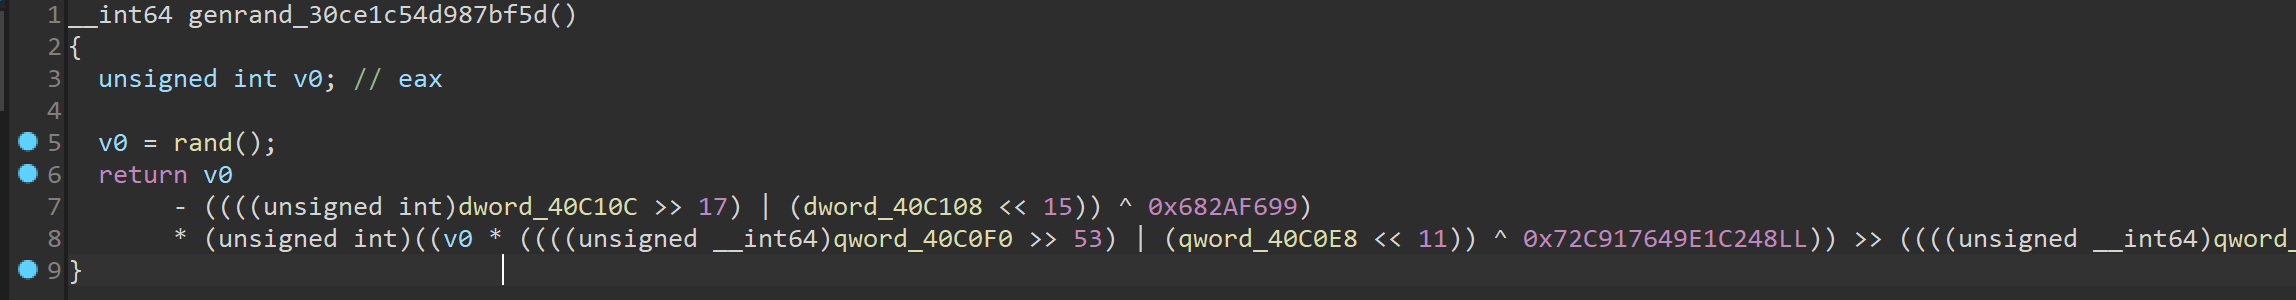 1 __int64 genrand_30ce1c54d987bf5d()
2 {
3 unsigned int v0; // eax
4
5 v0 = rand();
6 return v0
7 - ((((unsigned int)dword_40C10C >> 17) | (dword_40C108 << 15)) ^ 0x682AF699)
8 * (unsigned int)((v0 * ((((unsigned __int64)qword_40C0F0 >> 53) | (qword_40C0E8 << 11)) ^ 0x72C917649E1C248LL)) >> ((((unsigned __int64)qword_
9 }